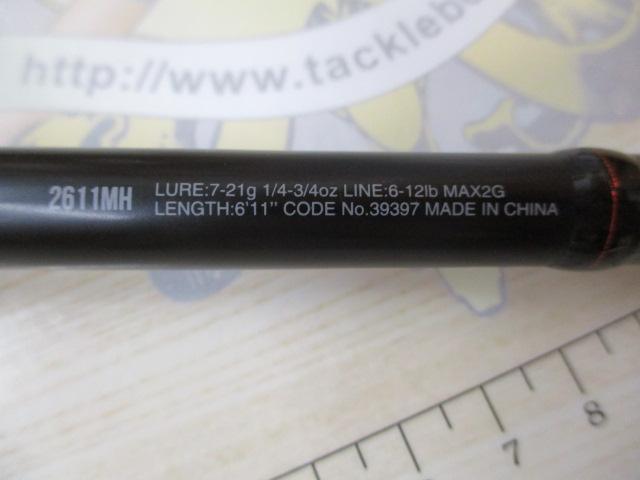 http://www.tacklebe
2611MH
LURE:7-21g 1/4-3/4oz LINE:6-12lb MAX2G
LENGTH:6'11" CODE No.39397 MADE IN CHINA
7
8